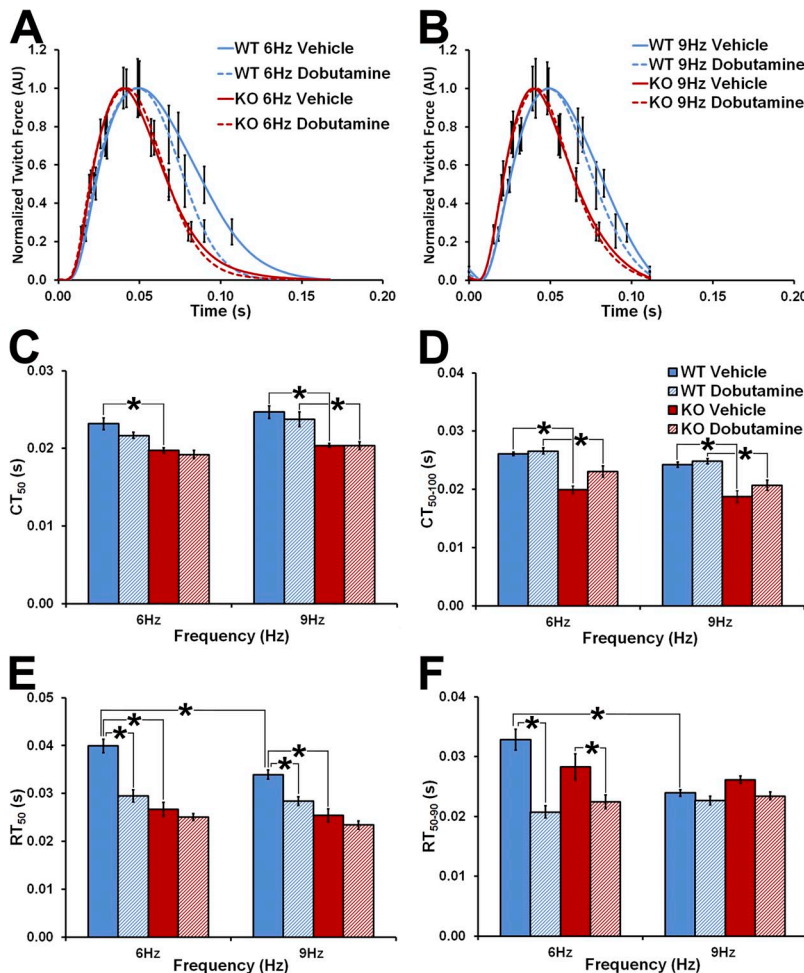 A
Normalized Twitch Force (AU)
1.2
1.0
0.8
0.6
0.4
0.2
0.0
0.00
0.05
0.10
0.15
0.20
Time (s)
WT 6Hz Vehicle
WT 6Hz Dobutamine
KO 6Hz Vehicle
KO 6Hz Dobutamine
B
Normalized Twitch Force (AU)
1.2
1.0
0.8
0.6
0.4
0.2
0.0
0.00
0.05
0.10
0.15
0.20
Time (s)
WT 9Hz Vehicle
WT 9Hz Dobutamine
KO 9Hz Vehicle
KO 9Hz Dobutamine
C
CT50 (s)
0.03
0.02
0.01
0.00
*
*
*
6Hz
9Hz
Frequency (Hz)
D
CT50-100 (s)
0.04
0.03
0.02
0.01
0.00
WT Vehicle
WT Dobutamine
KO Vehicle
KO Dobutamine
*
*
*
*
6Hz
9Hz
Frequency (Hz)
E
RT50 (s)
0.05
0.04
0.03
0.02
0.01
0.00
*
*
*
*
*
6Hz
9Hz
Frequency (Hz)
F
RT50-90 (s)
0.04
0.03
0.02
0.01
0.00
*
*
*
6Hz
9Hz
Frequency (Hz)